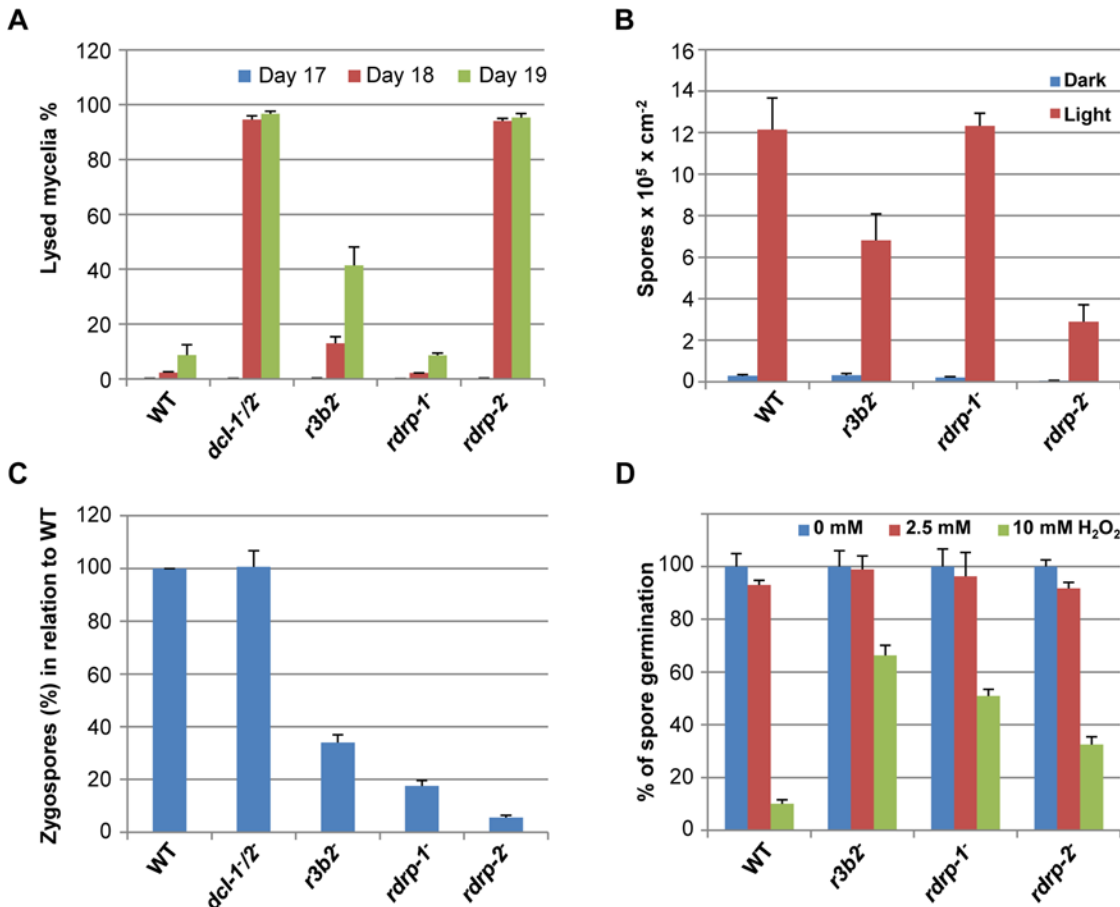 A
Lysed mycelia %
120
100
80
60
40
20
0
Day 17 Day 18 Day 19
WT dcl-1⁻/2⁻ r3b2⁻ rdrp-1⁻ rdrp-2⁻
B
Spores x 10⁵ x cm⁻²
16
14
12
10
8
6
4
2
0
Dark
Light
WT r3b2⁻ rdrp-1⁻ rdrp-2⁻
C
Zygospores (%) in relation to WT
120
100
80
60
40
20
0
WT dcl-1⁻/2⁻ r3b2⁻ rdrp-1⁻ rdrp-2⁻
D
% of spore germination
100
80
60
40
20
0
0 mM 2.5 mM 10 mM H₂O₂
WT r3b2⁻ rdrp-1⁻ rdrp-2⁻